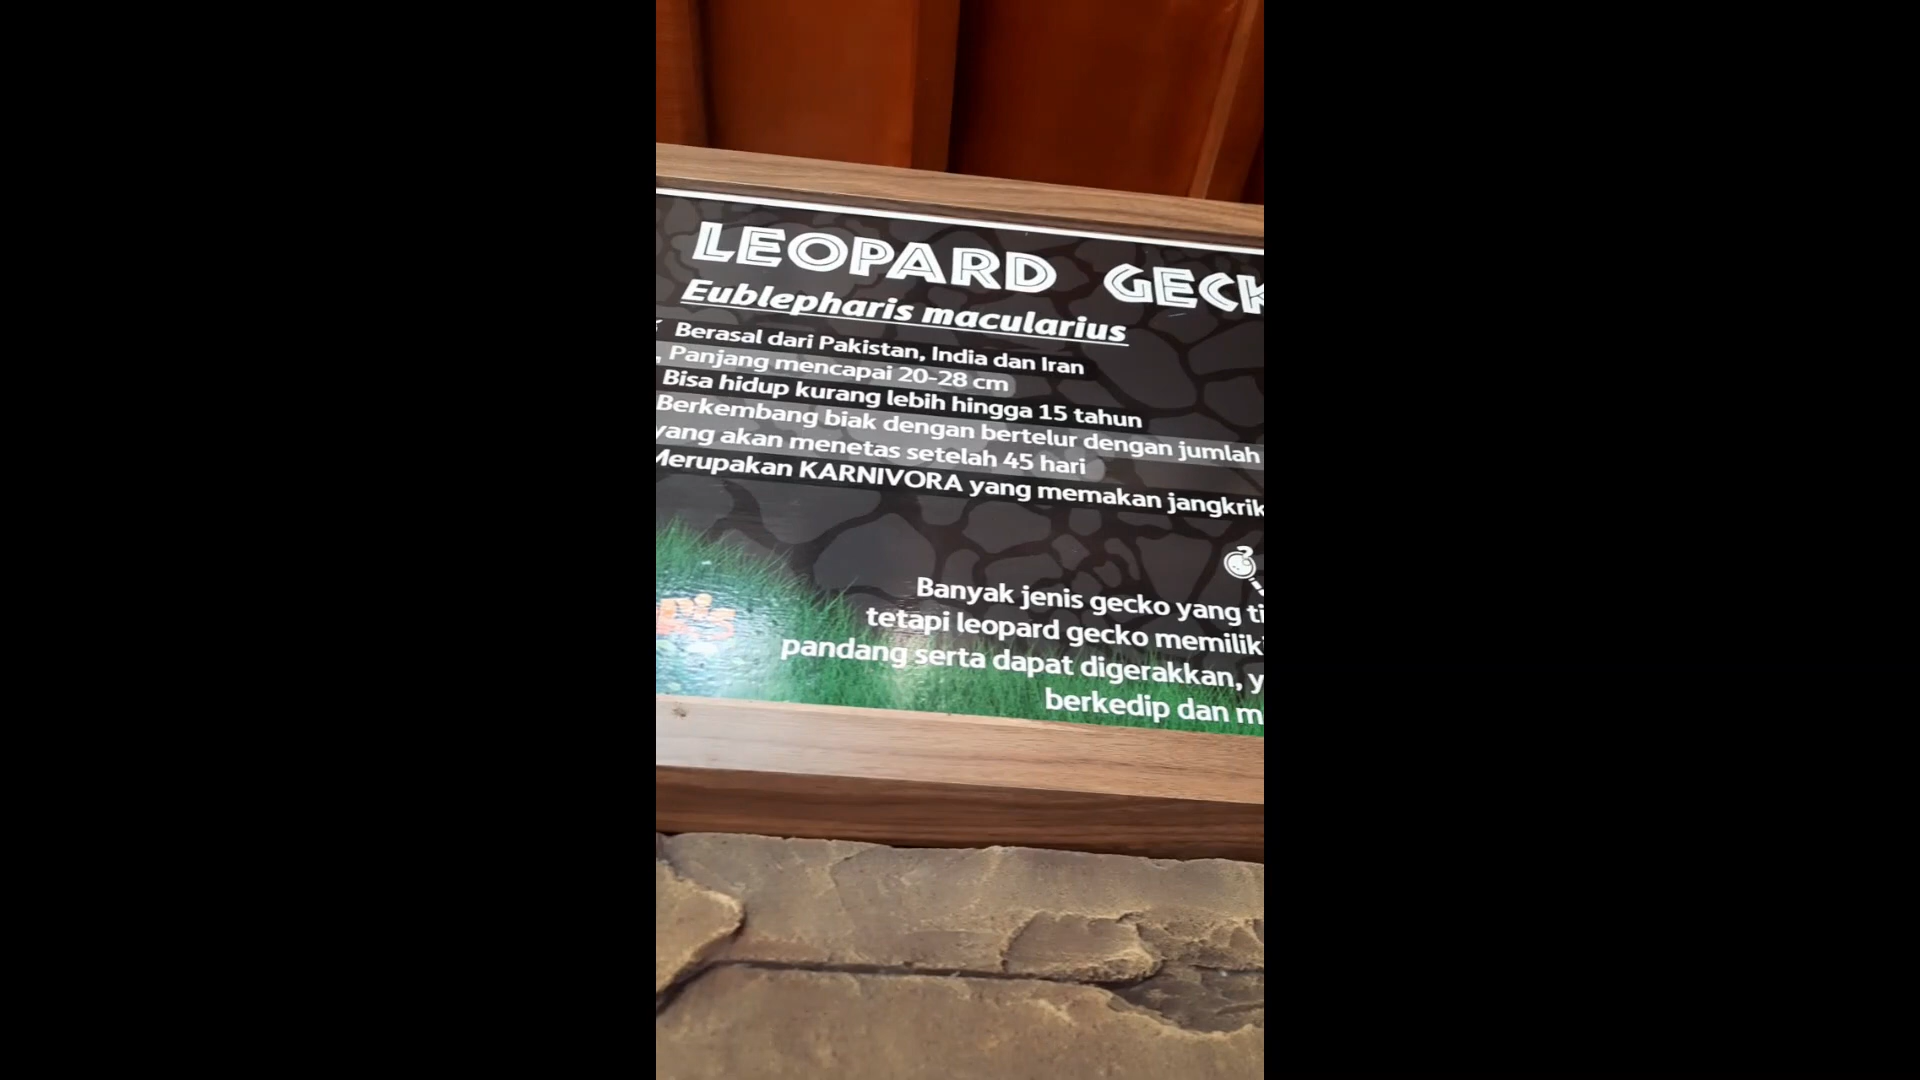 LEOPARD GECK
Eublepharis macularius
Berasal dari Pakistan, India dan Iran
Panjang mencapai 20-28 cm
Bisa hidup kurang lebih hingga 15 tahun
Berkembang biak dengan bertelur dengan jumlah
yang akan menetas setelah 45 hari
Merupakan KARNIVORA yang memakan jangkrik
Banyak jenis gecko yang ti
tetapi leopard gecko memiliki
pandang serta dapat digerakkan, y
berkedip dan m